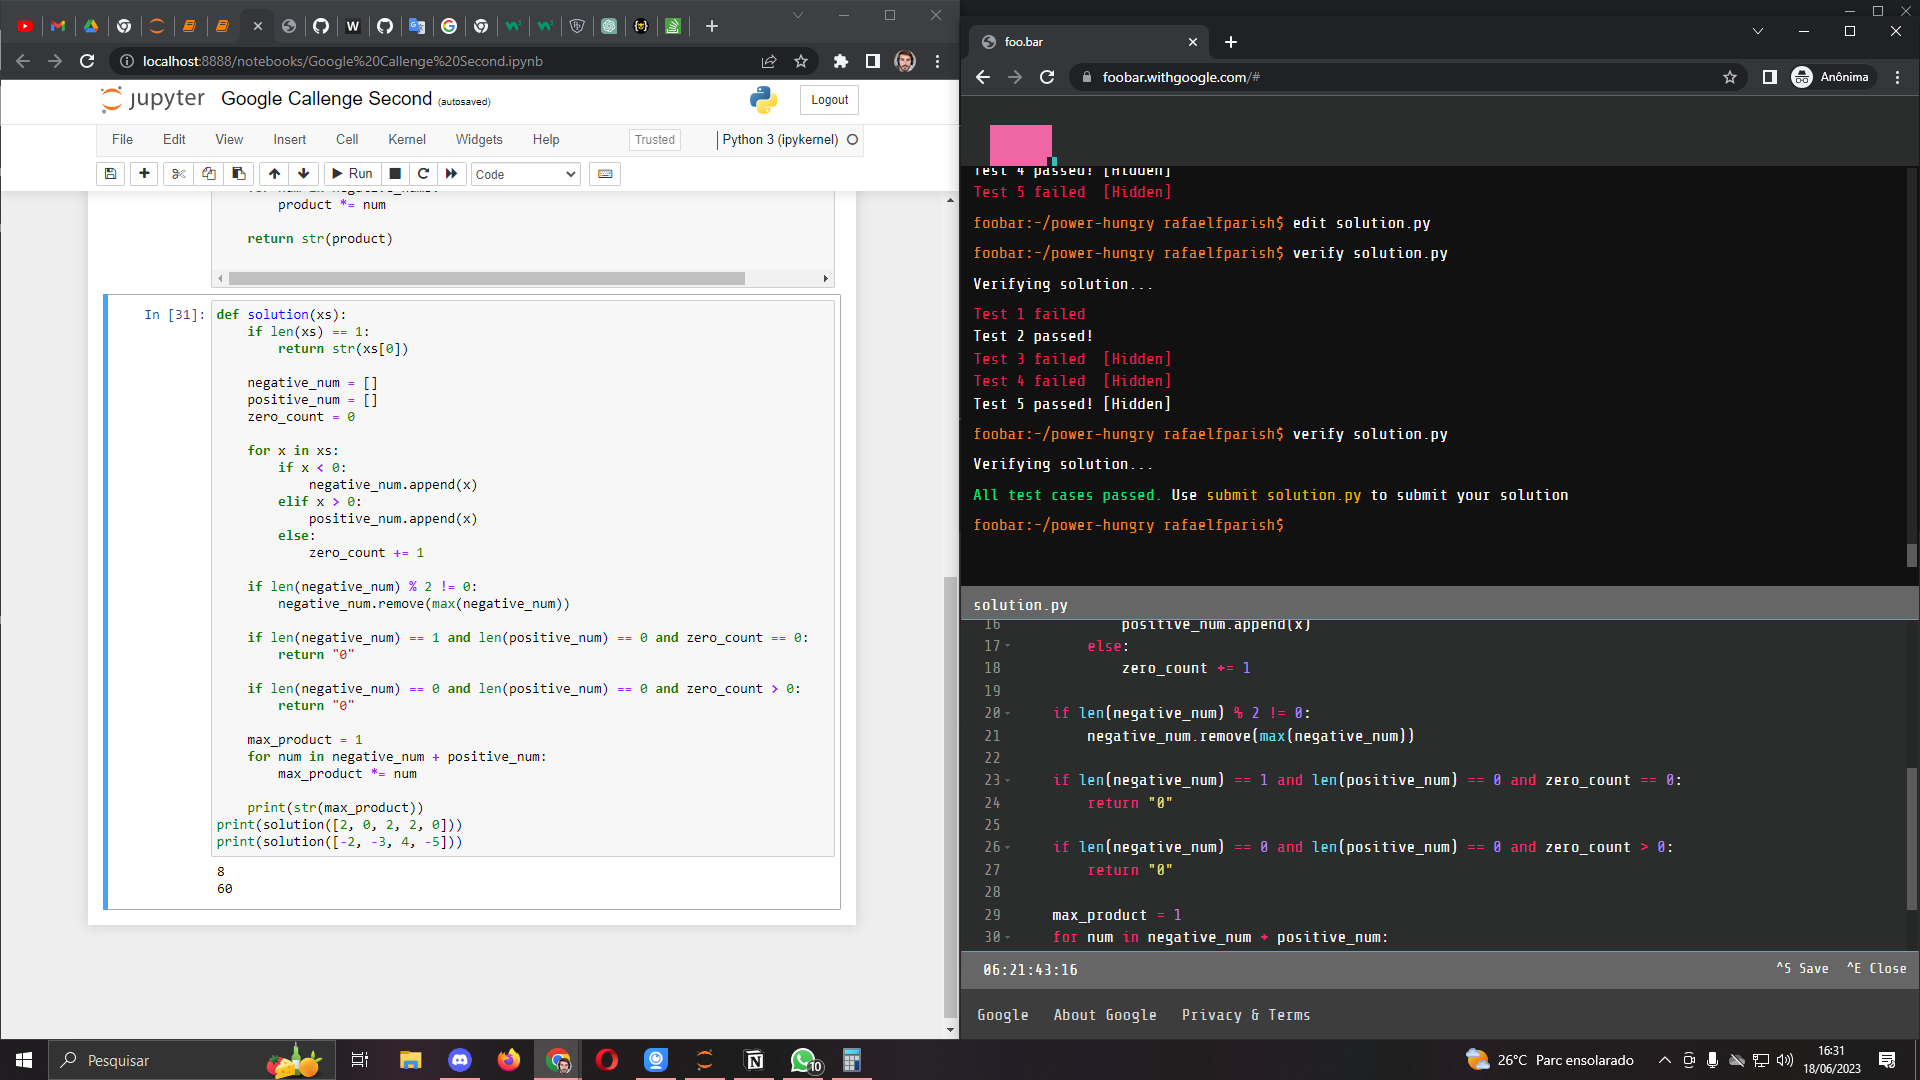 localhost:8888/notebooks/Google%20Callenge%20Second.ipynb
jupyter Google Callenge Second (autosaved)
Logout
File Edit View Insert Cell Kernel Widgets Help Trusted Python 3 (ipykernel)
Run Code
product *= num
return str(product)
In [31]:
def solution(xs):
    if len(xs) == 1:
        return str(xs[0])
    negative_num = []
    positive_num = []
    zero_count = 0
    for x in xs:
        if x < 0:
            negative_num.append(x)
        elif x > 0:
            positive_num.append(x)
        else:
            zero_count += 1
    if len(negative_num) % 2 != 0:
        negative_num.remove(max(negative_num))
    if len(negative_num) == 1 and len(positive_num) == 0 and zero_count == 0:
        return "0"
    if len(negative_num) == 0 and len(positive_num) == 0 and zero_count > 0:
        return "0"
    max_product = 1
    for num in negative_num + positive_num:
        max_product *= num
    print(str(max_product))
print(solution([2, 0, 2, 2, 0]))
print(solution([-2, -3, 4, -5]))
8
60
foo.bar
foobar.withgoogle.com/#
Anônima
Test 4 passed! [Hidden]
Test 5 failed [Hidden]
foobar:~/power-hungry rafaelfparish$ edit solution.py
foobar:~/power-hungry rafaelfparish$ verify solution.py
Verifying solution...
Test 1 failed
Test 2 passed!
Test 3 failed [Hidden]
Test 4 failed [Hidden]
Test 5 passed! [Hidden]
foobar:~/power-hungry rafaelfparish$ verify solution.py
Verifying solution...
All test cases passed. Use submit solution.py to submit your solution
foobar:~/power-hungry rafaelfparish$
solution.py
16 positive_num.append(x)
17 else:
18 zero_count += 1
19
20 if len(negative_num) % 2 != 0:
21 negative_num.remove(max(negative_num))
22
23 if len(negative_num) == 1 and len(positive_num) == 0 and zero_count == 0:
24 return "0"
25
26 if len(negative_num) == 0 and len(positive_num) == 0 and zero_count > 0:
27 return "0"
28
29 max_product = 1
30 for num in negative_num + positive_num:
06:21:43:16
^S Save ^E Close
Google About Google Privacy & Terms
Pesquisar
10
26°C Parc ensolarado
16:31
18/06/2023